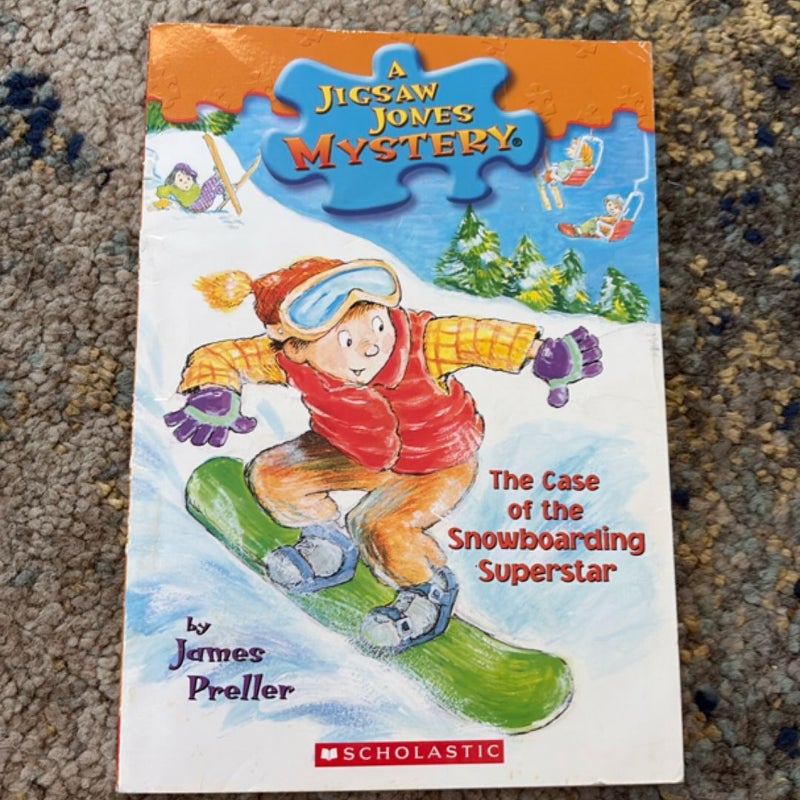 A
JIGSAW
JONES
MYSTERY®
The Case
of the
Snowboarding
Superstar
by
James
Preller
SCHOLASTIC